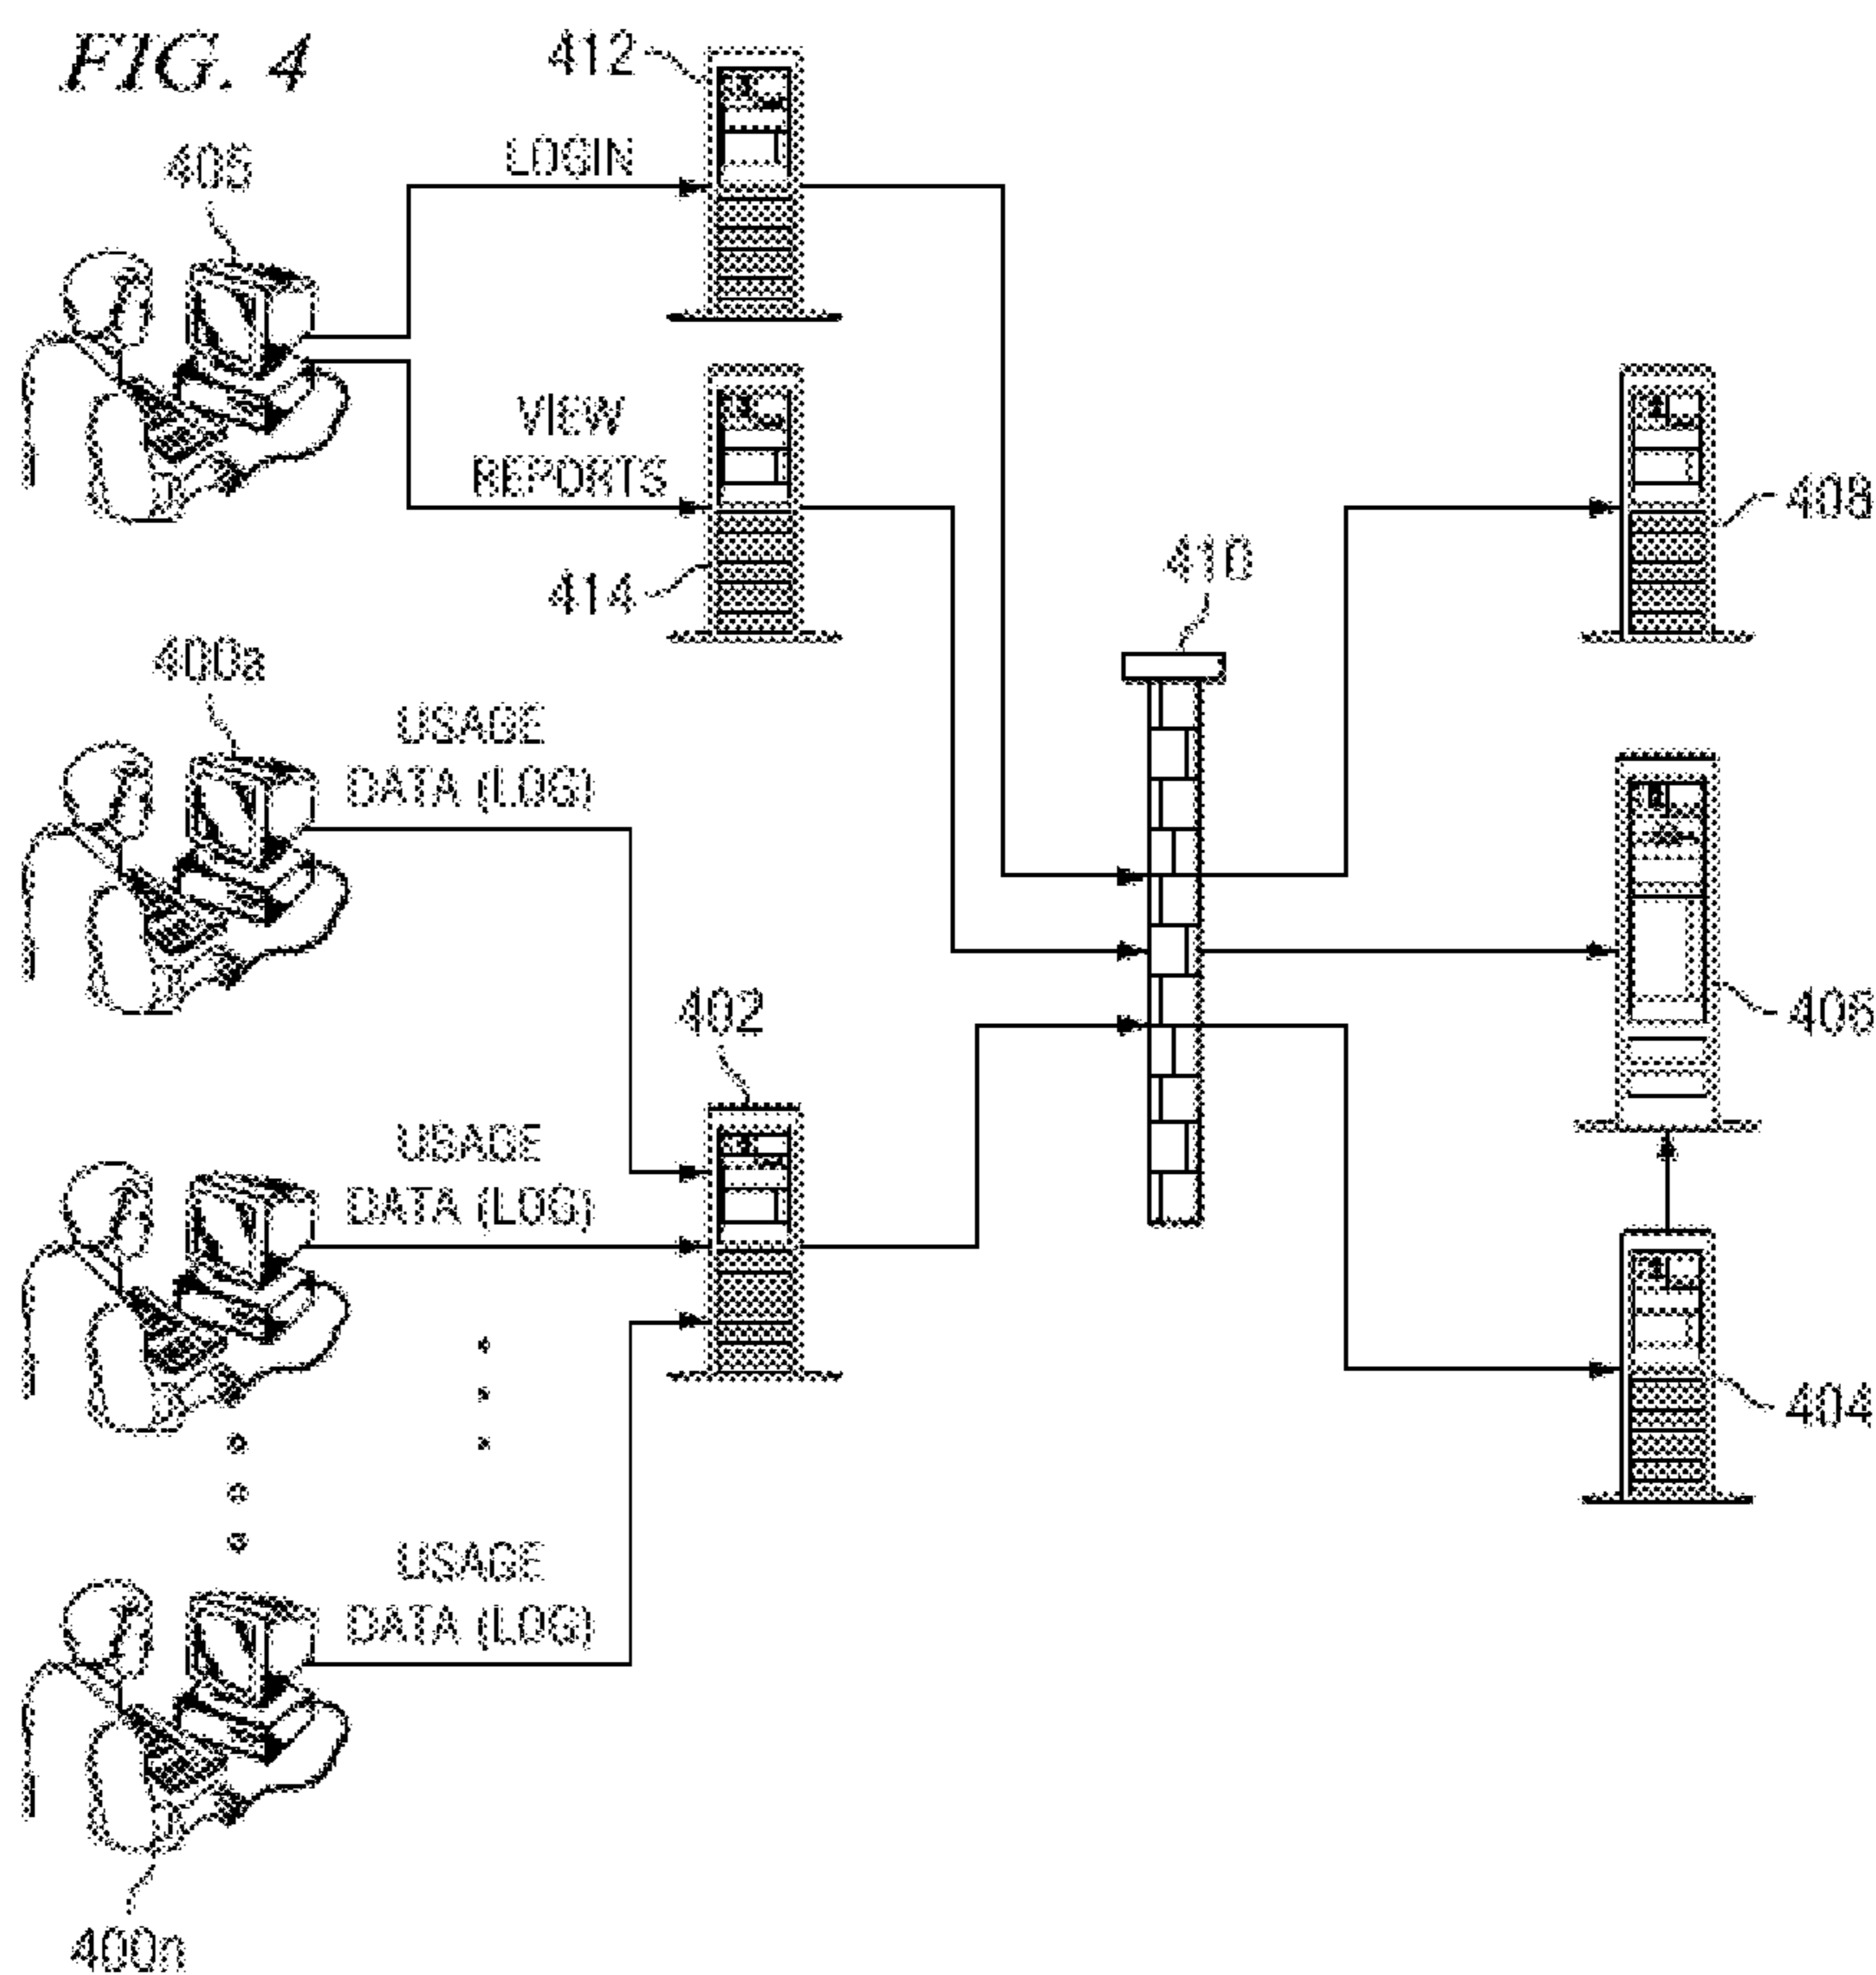 FIG. 4
412
405
LOGIN
VIEW
REPORTS
414
408
410
400a
USAGE
DATA (LOG)
402
406
USAGE
DATA (LOG)
404
USAGE
DATA (LOG)
400n